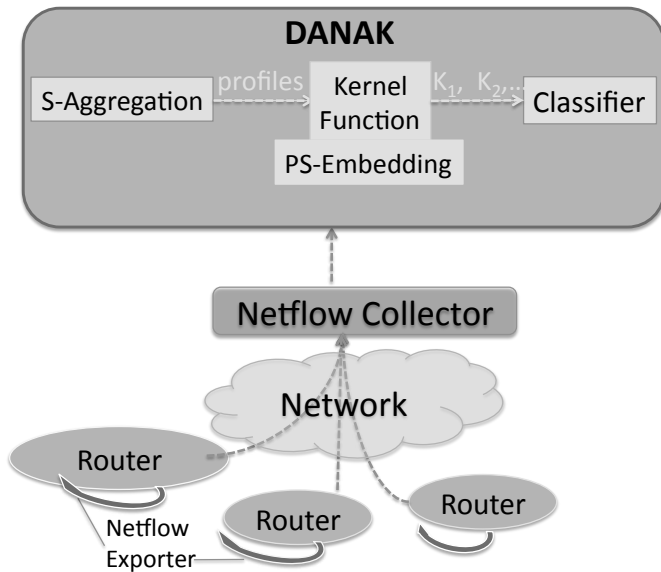 DANAK
S-Aggregation
profiles
Kernel
Function
K₁, K₂,...
Classifier
PS-Embedding
Netflow Collector
Network
Router
Router
Router
Netflow
Exporter